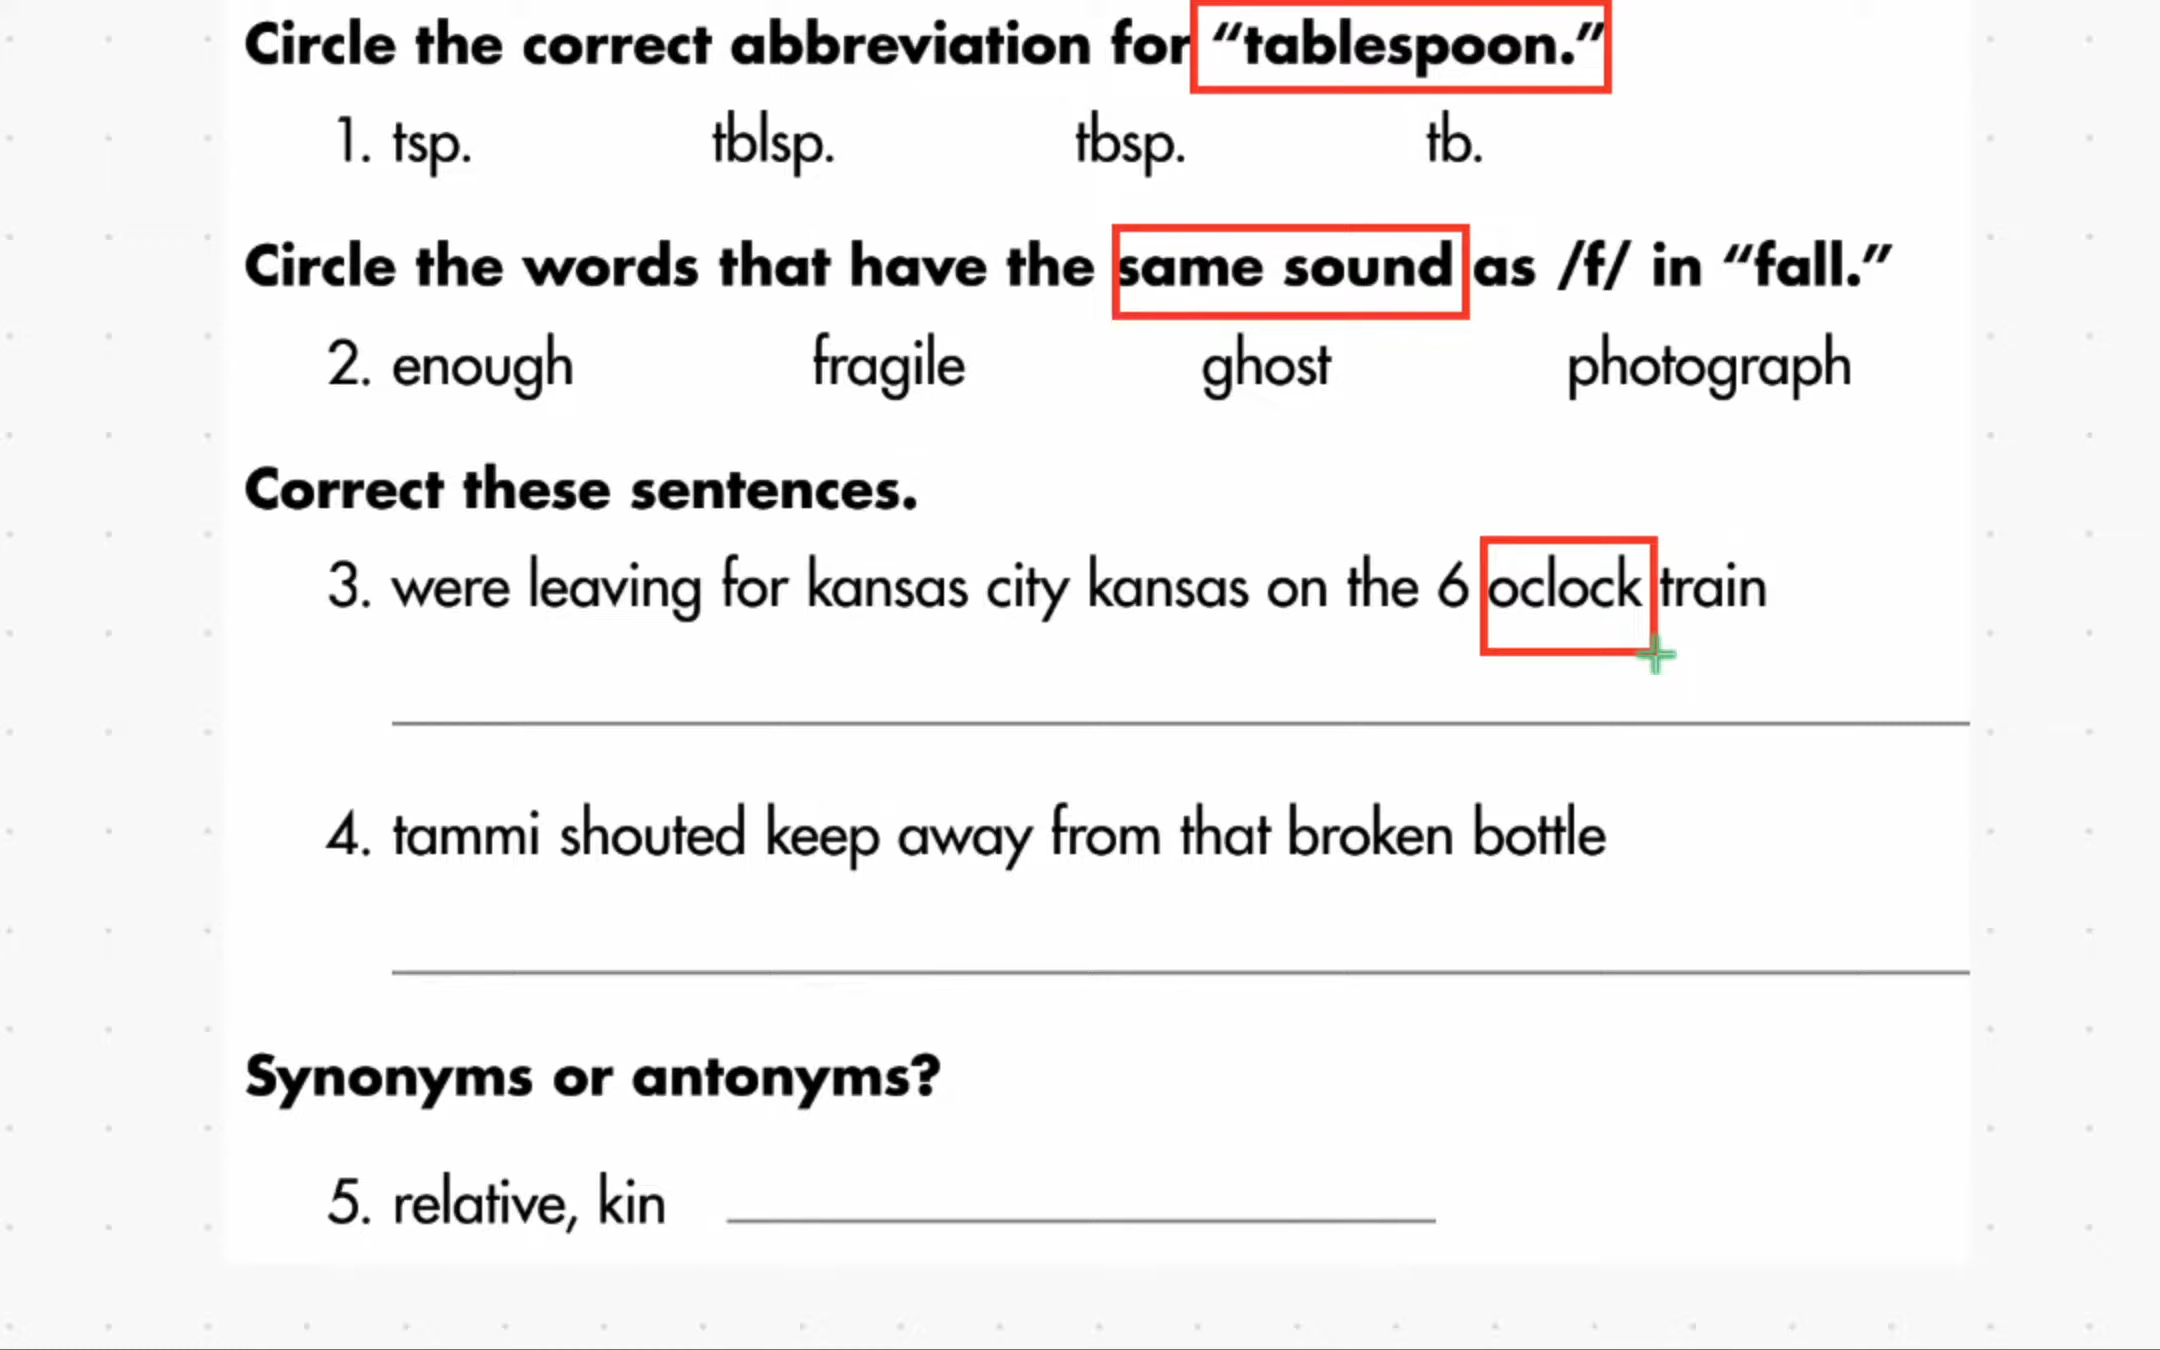 Circle the correct abbreviation for “tablespoon.”
1. tsp. tblsp. tbsp. tb.
Circle the words that have the same sound as /f/ in “fall.”
2. enough fragile ghost photograph
Correct these sentences.
3. were leaving for kansas city kansas on the 6 oclock train
4. tammi shouted keep away from that broken bottle
Synonyms or antonyms?
5. relative, kin